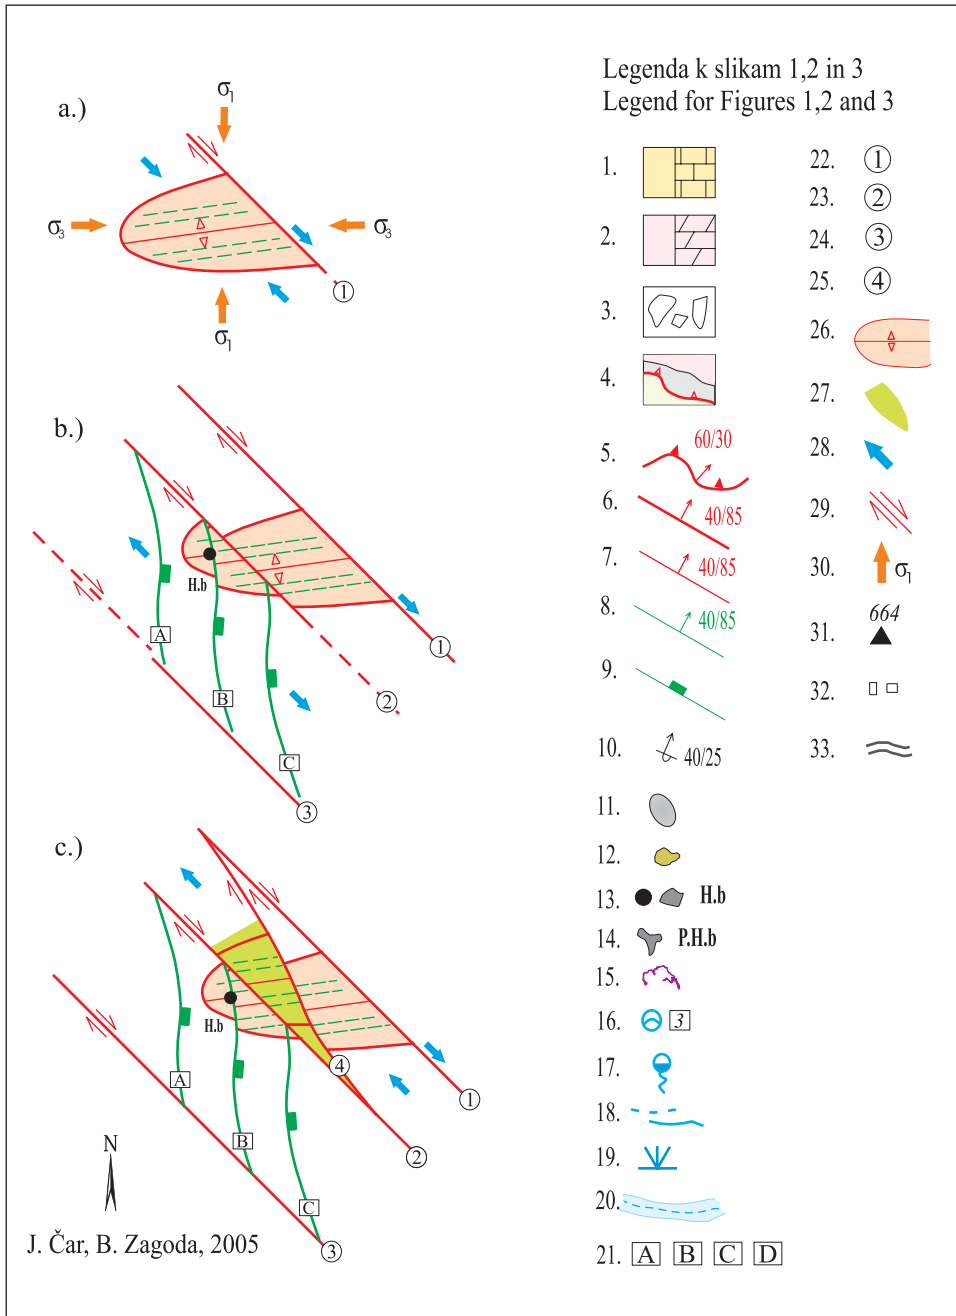 a.)
σ1
σ3
σ3
σ1
1
b.)
H.b
A
B
C
1
2
3
c.)
H.b
A
B
C
4
1
2
3
N
J. Čar, B. Zagoda, 2005
Legenda k slikam 1,2 in 3
Legend for Figures 1,2 and 3
1.
2.
3.
4.
5. 60/30
6. 40/85
7. 40/85
8. 40/85
9.
10. 40/25
11.
12.
13. H.b
14. P.H.b
15.
16. 3
17.
18.
19.
20.
21. A B C D
22. 1
23. 2
24. 3
25. 4
26.
27.
28.
29.
30. σ1
31. 664
32.
33.